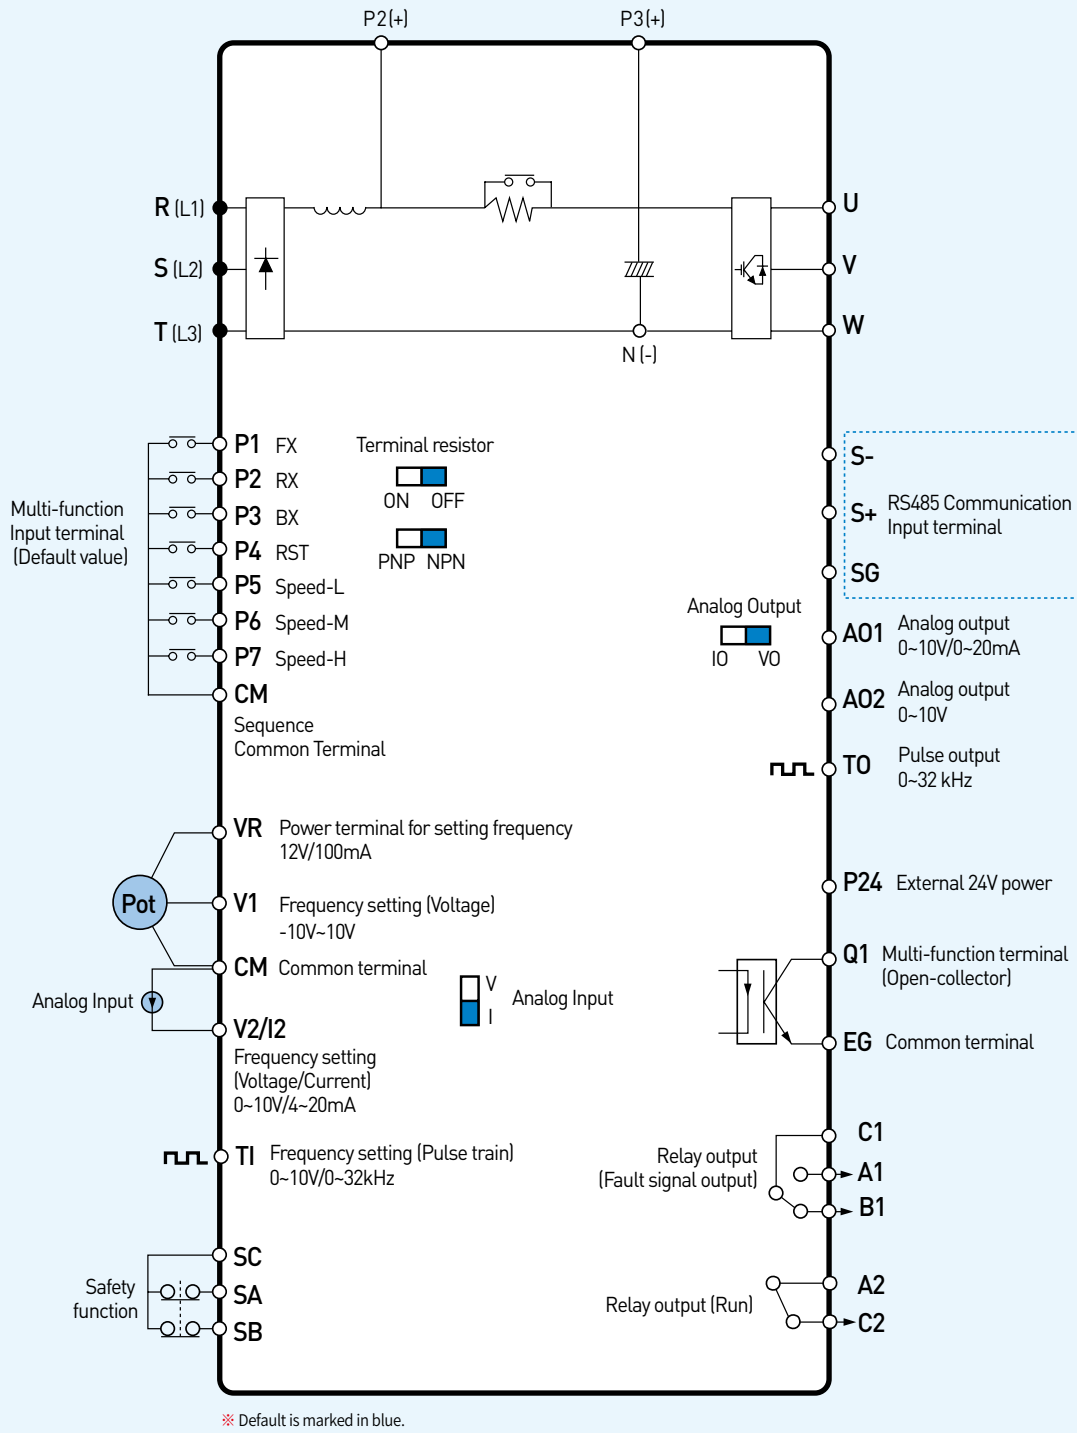 P2(+)
P3(+)
R (L1)
S (L2)
T (L3)
U
V
W
N (-)
Multi-function
Input terminal
(Default value)
P1 FX
P2 RX
P3 BX
P4 RST
P5 Speed-L
P6 Speed-M
P7 Speed-H
CM
Sequence
Common Terminal
Terminal resistor
ON OFF
PNP NPN
S-
S+
SG
RS485 Communication
Input terminal
Analog Output
IO VO
AO1 Analog output
0~10V/0~20mA
AO2 Analog output
0~10V
TO Pulse output
0~32 kHz
Pot
VR Power terminal for setting frequency
12V/100mA
V1 Frequency setting (Voltage)
-10V~10V
CM Common terminal
Analog Input
V2/I2
Frequency setting
(Voltage/Current)
0~10V/4~20mA
V
I
Analog Input
P24 External 24V power
Q1 Multi-function terminal
(Open-collector)
EG Common terminal
TI Frequency setting (Pulse train)
0~10V/0~32kHz
Relay output
(Fault signal output)
C1
A1
B1
Safety
function
SC
SA
SB
Relay output (Run)
A2
C2
※ Default is marked in blue.